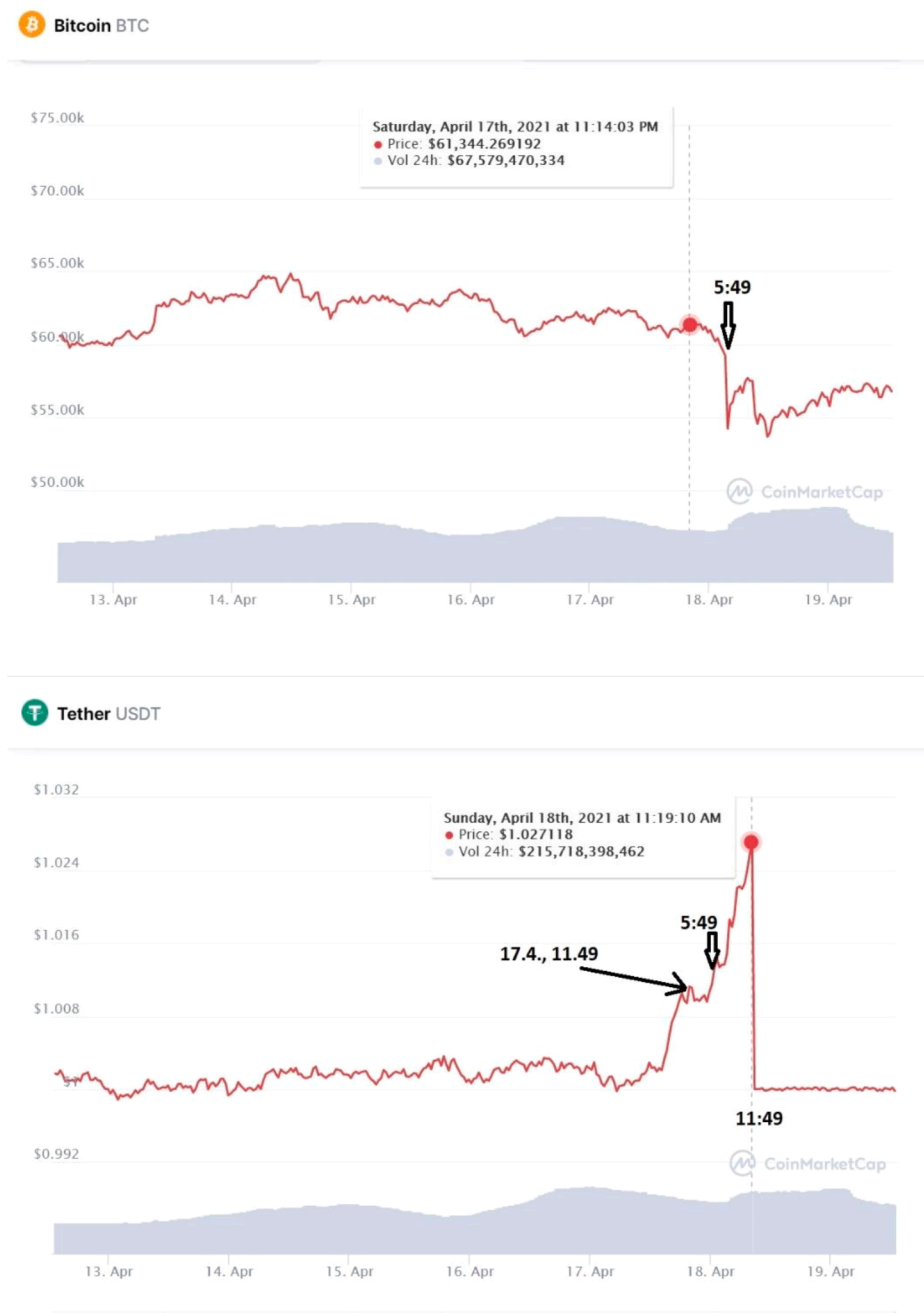 Bitcoin BTC
$75.00k
Saturday, April 17th, 2021 at 11:14:03 PM
Price: $61,344.269192
Vol 24h: $67,579,470,334
$70.00k
$65.00k
5:49
$60.00k
$55.00k
$50.00k
CoinMarketCap
13. Apr 14. Apr 15. Apr 16. Apr 17. Apr 18. Apr 19. Apr
Tether USDT
$1.032
Sunday, April 18th, 2021 at 11:19:10 AM
Price: $1.027118
Vol 24h: $215,718,398,462
$1.024
5:49
$1.016
17.4., 11.49
$1.008
$1
11:49
$0.992
CoinMarketCap
13. Apr 14. Apr 15. Apr 16. Apr 17. Apr 18. Apr 19. Apr